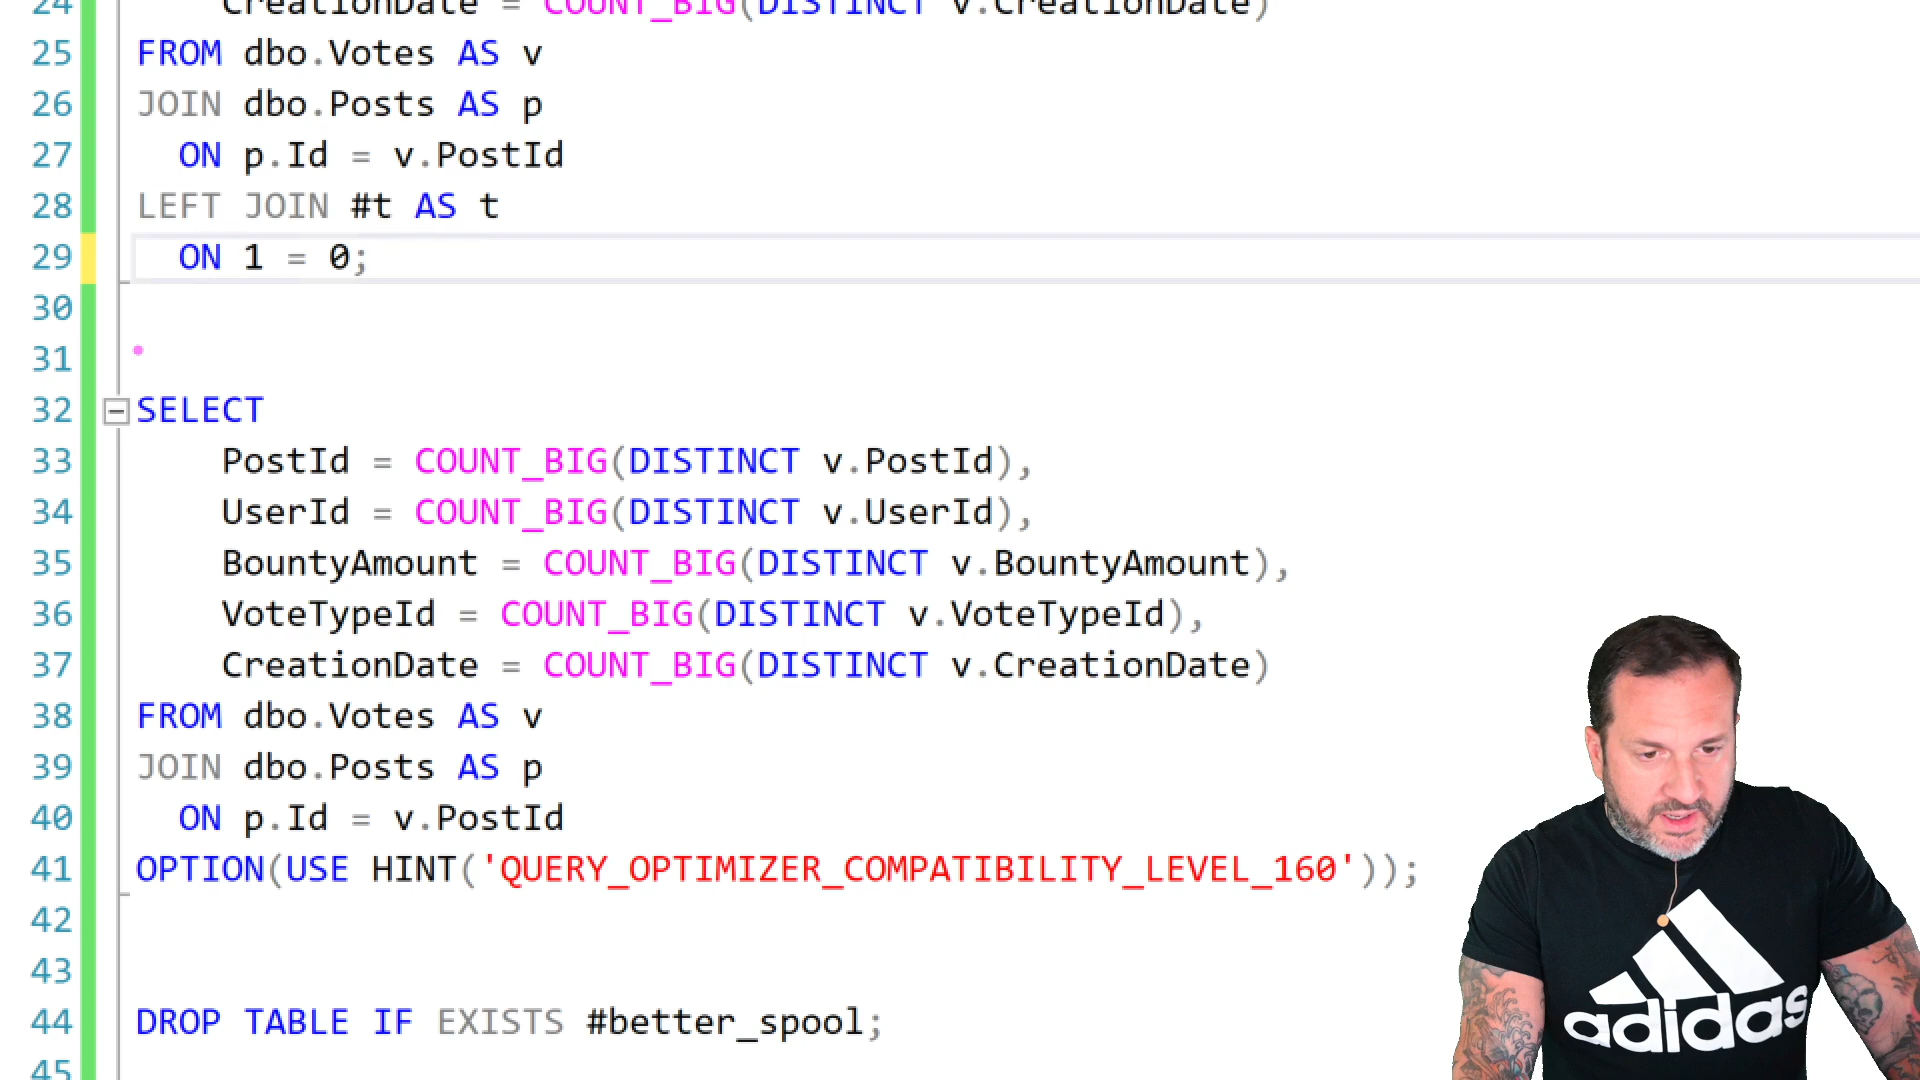 24 CreationDate = COUNT_BIG(DISTINCT v.CreationDate)
25 FROM dbo.Votes AS v
26 JOIN dbo.Posts AS p
27 ON p.Id = v.PostId
28 LEFT JOIN #t AS t
29 ON 1 = 0;
30
31
32 SELECT
33 PostId = COUNT_BIG(DISTINCT v.PostId),
34 UserId = COUNT_BIG(DISTINCT v.UserId),
35 BountyAmount = COUNT_BIG(DISTINCT v.BountyAmount),
36 VoteTypeId = COUNT_BIG(DISTINCT v.VoteTypeId),
37 CreationDate = COUNT_BIG(DISTINCT v.CreationDate)
38 FROM dbo.Votes AS v
39 JOIN dbo.Posts AS p
40 ON p.Id = v.PostId
41 OPTION(USE HINT('QUERY_OPTIMIZER_COMPATIBILITY_LEVEL_160'));
42
43
44 DROP TABLE IF EXISTS #better_spool;
45
adidas